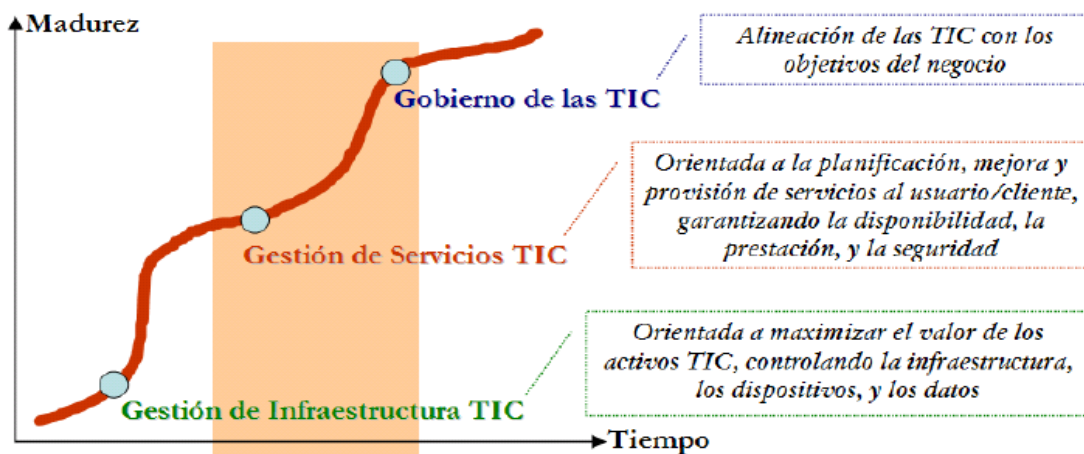 Madurez
Alineación de las TIC con los
objetivos del negocio
Gobierno de las TIC
Orientada a la planificación, mejora y
provisión de servicios al usuario/cliente,
garantizando la disponibilidad, la
prestación, y la seguridad
Gestión de Servicios TIC
Orientada a maximizar el valor de los
activos TIC, controlando la infraestructura,
los dispositivos, y los datos
Gestión de Infraestructura TIC
Tiempo